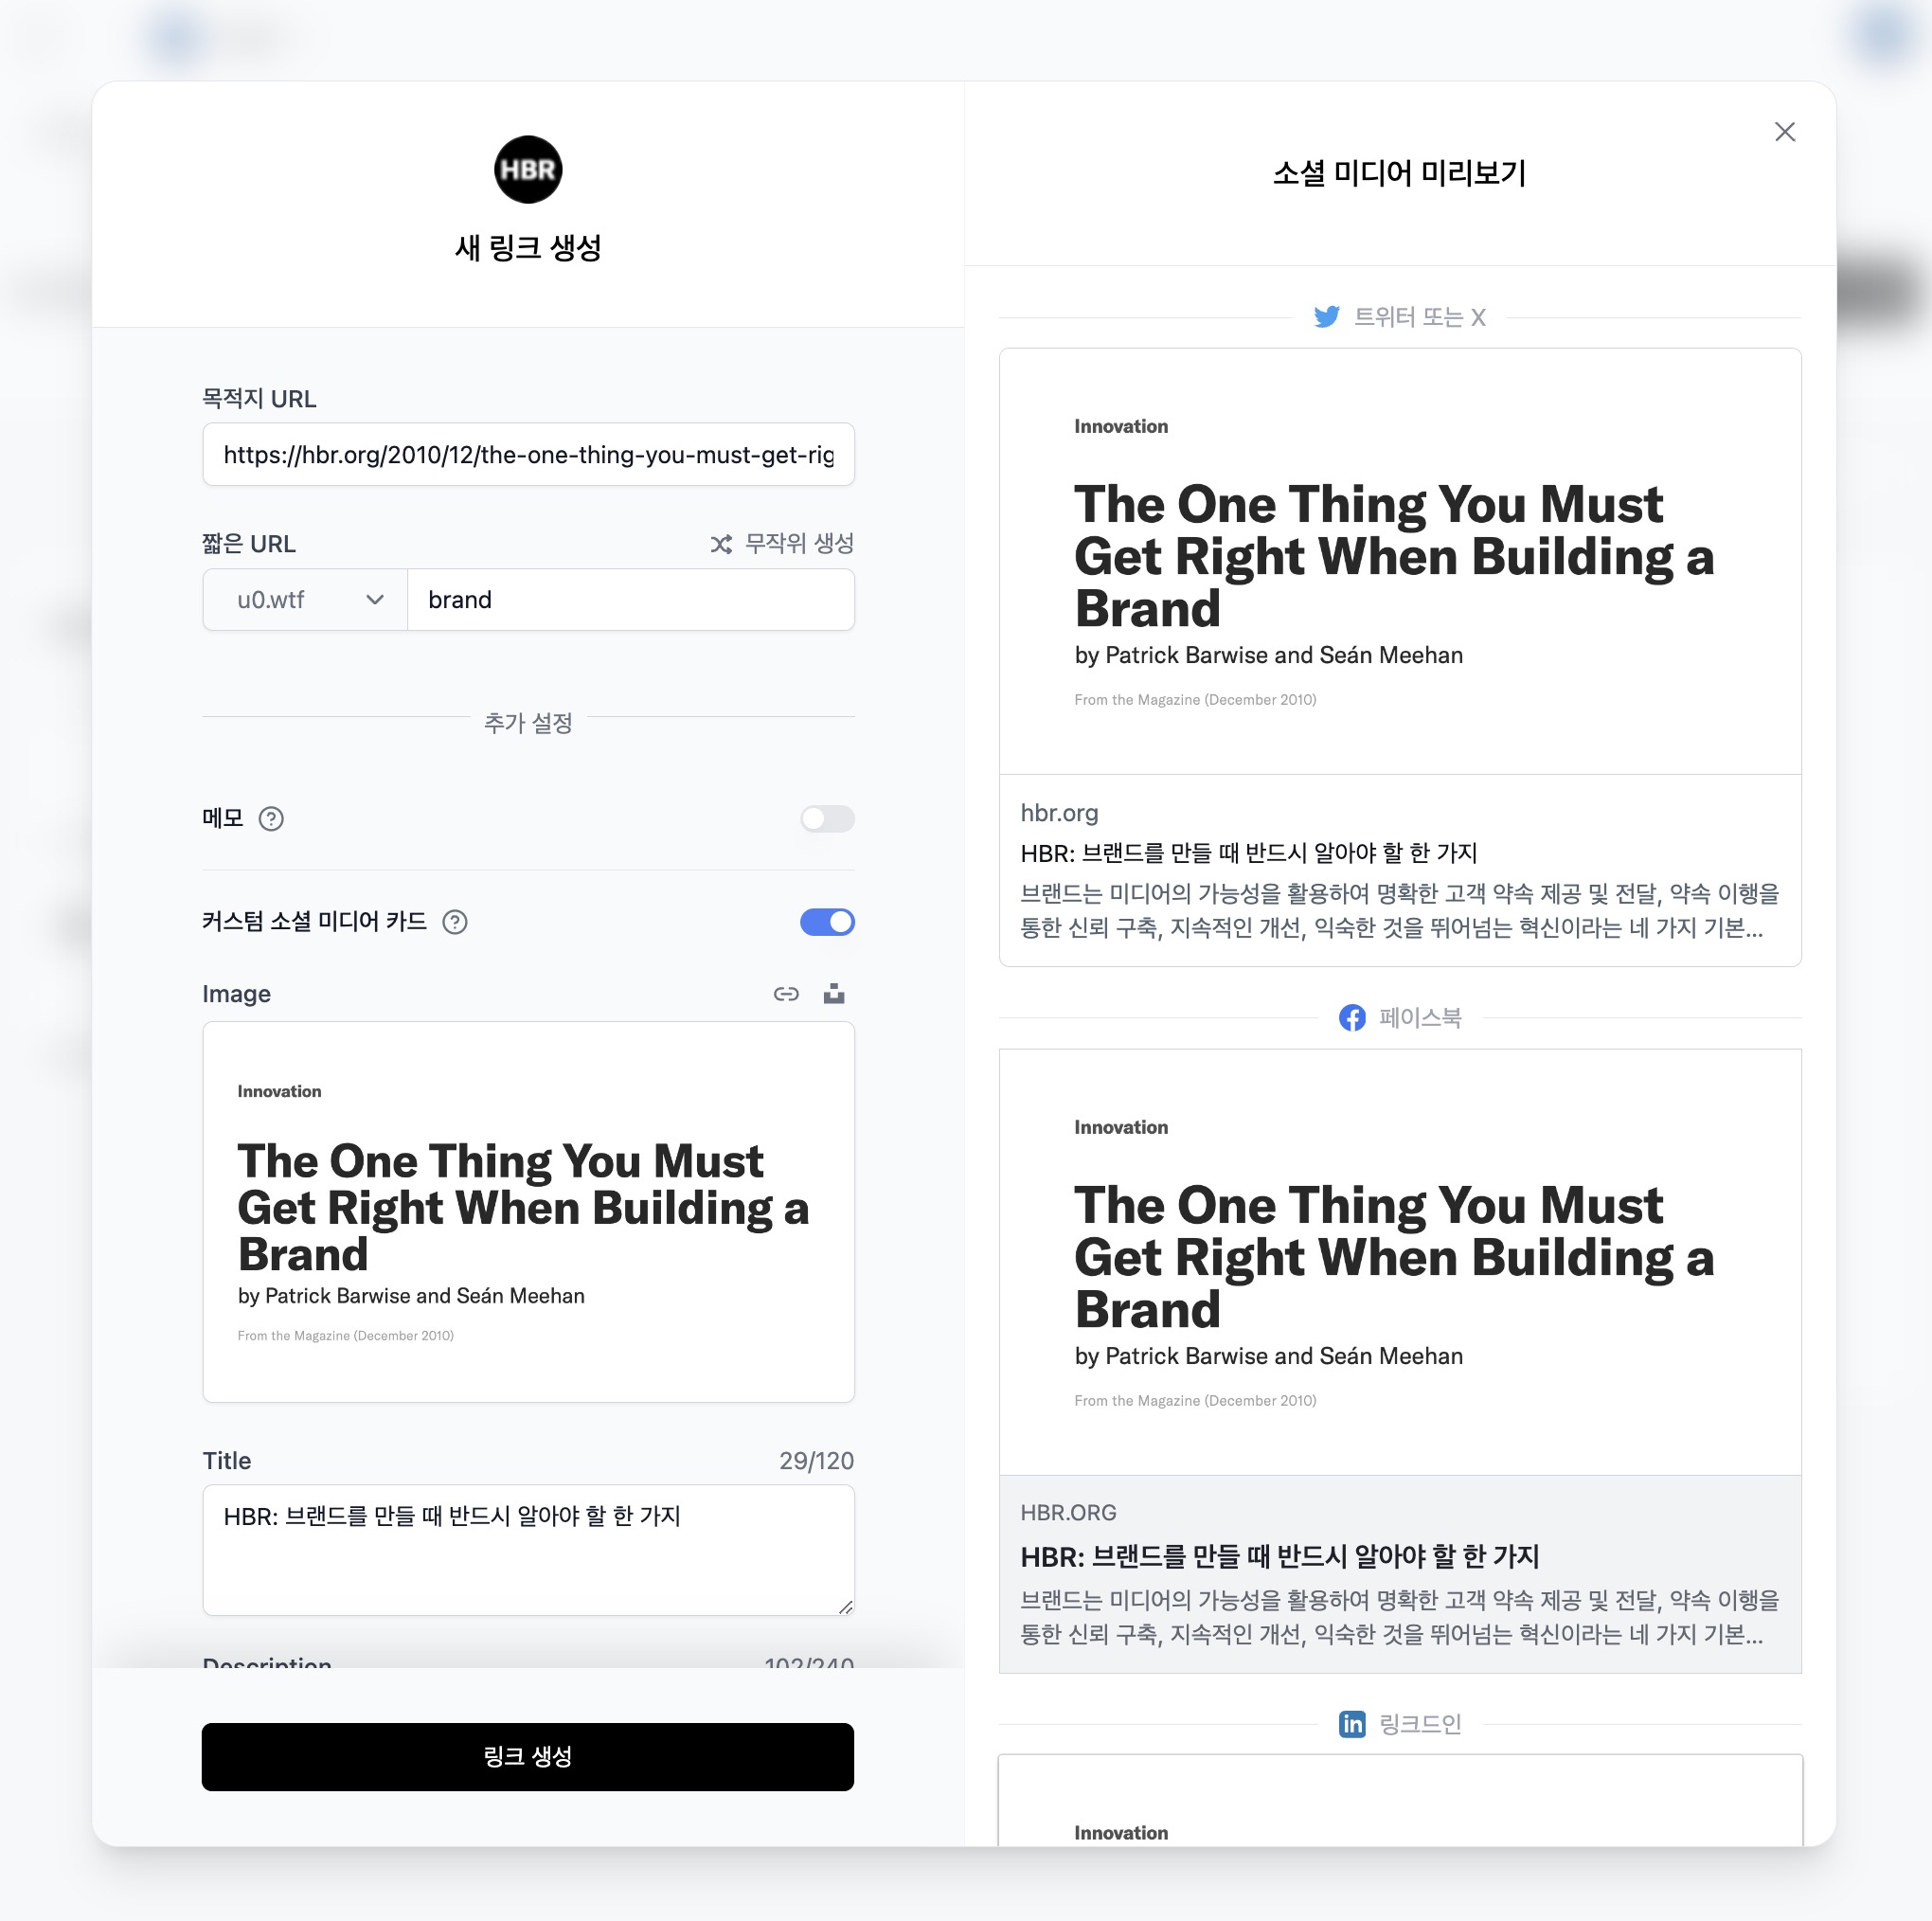 HBR
새 링크 생성
목적지 URL
https://hbr.org/2010/12/the-one-thing-you-must-get-rig
짧은 URL
무작위 생성
u0.wtf
brand
추가 설정
메모
커스텀 소셜 미디어 카드
Image
Innovation
The One Thing You Must
Get Right When Building a
Brand
by Patrick Barwise and Seán Meehan
From the Magazine (December 2010)
Title
29/120
HBR: 브랜드를 만들 때 반드시 알아야 할 한 가지
Description
102/240
링크 생성
소셜 미디어 미리보기
트위터 또는 X
Innovation
The One Thing You Must
Get Right When Building a
Brand
by Patrick Barwise and Seán Meehan
From the Magazine (December 2010)
hbr.org
HBR: 브랜드를 만들 때 반드시 알아야 할 한 가지
브랜드는 미디어의 가능성을 활용하여 명확한 고객 약속 제공 및 전달, 약속 이행을
통한 신뢰 구축, 지속적인 개선, 익숙한 것을 뛰어넘는 혁신이라는 네 가지 기본...
페이스북
Innovation
The One Thing You Must
Get Right When Building a
Brand
by Patrick Barwise and Seán Meehan
From the Magazine (December 2010)
HBR.ORG
HBR: 브랜드를 만들 때 반드시 알아야 할 한 가지
브랜드는 미디어의 가능성을 활용하여 명확한 고객 약속 제공 및 전달, 약속 이행을
통한 신뢰 구축, 지속적인 개선, 익숙한 것을 뛰어넘는 혁신이라는 네 가지 기본...
링크드인
Innovation